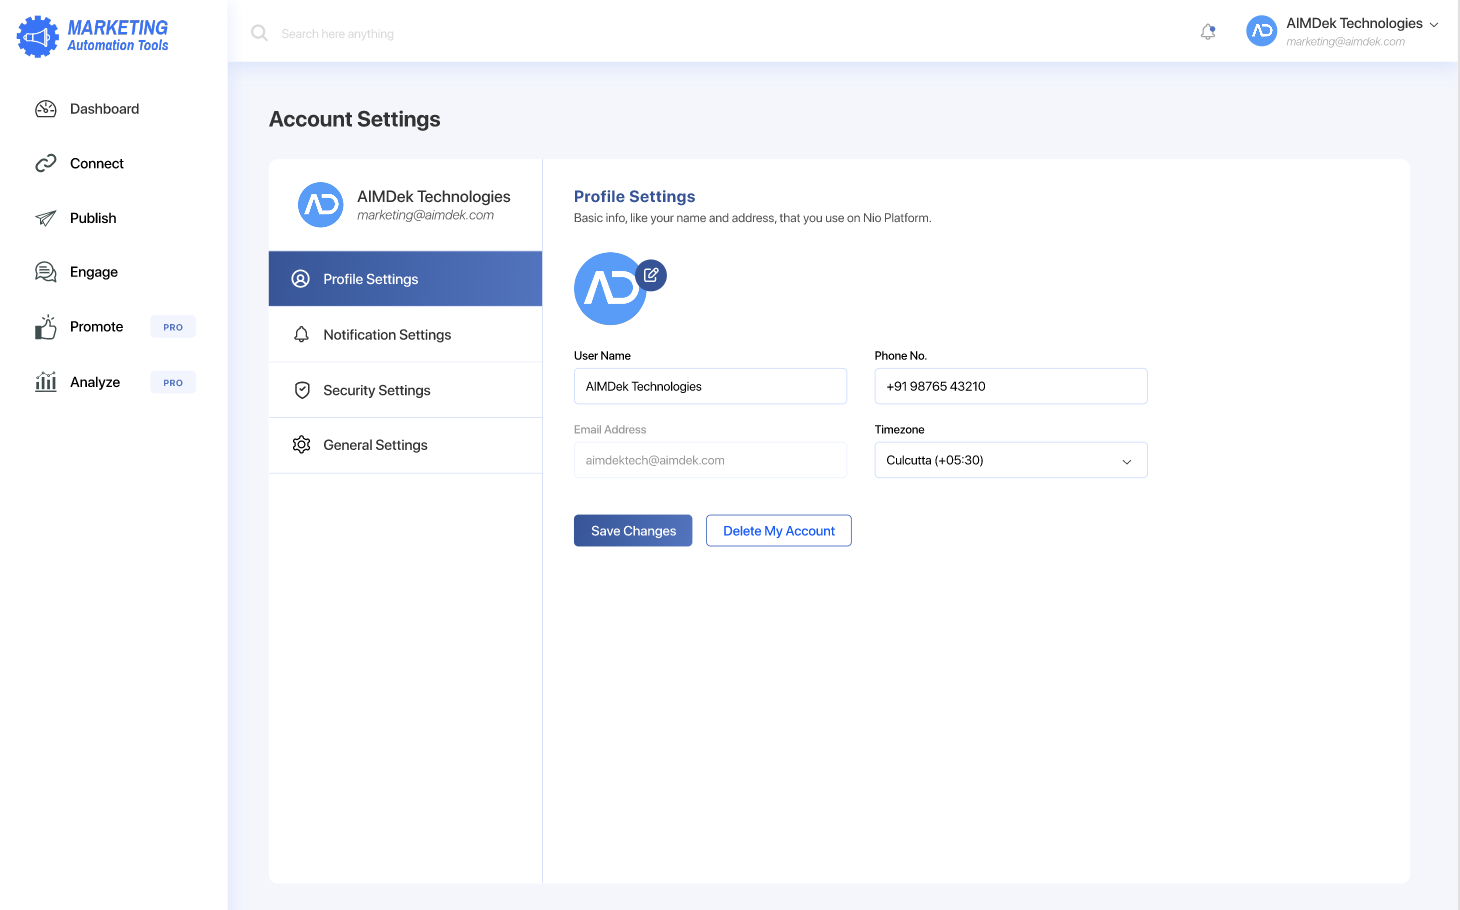 MARKETING
Automation Tools
Search here anything
AIMDek Technologies
marketing@aimdek.com
Dashboard
Connect
Publish
Engage
Promote PRO
Analyze PRO
Account Settings
AIMDek Technologies
marketing@aimdek.com
Profile Settings
Notification Settings
Security Settings
General Settings
Profile Settings
Basic info, like your name and address, that you use on Nio Platform.
User Name
AIMDek Technologies
Phone No.
+91 98765 43210
Email Address
aimdektech@aimdek.com
Timezone
Culcutta (+05:30)
Save Changes
Delete My Account